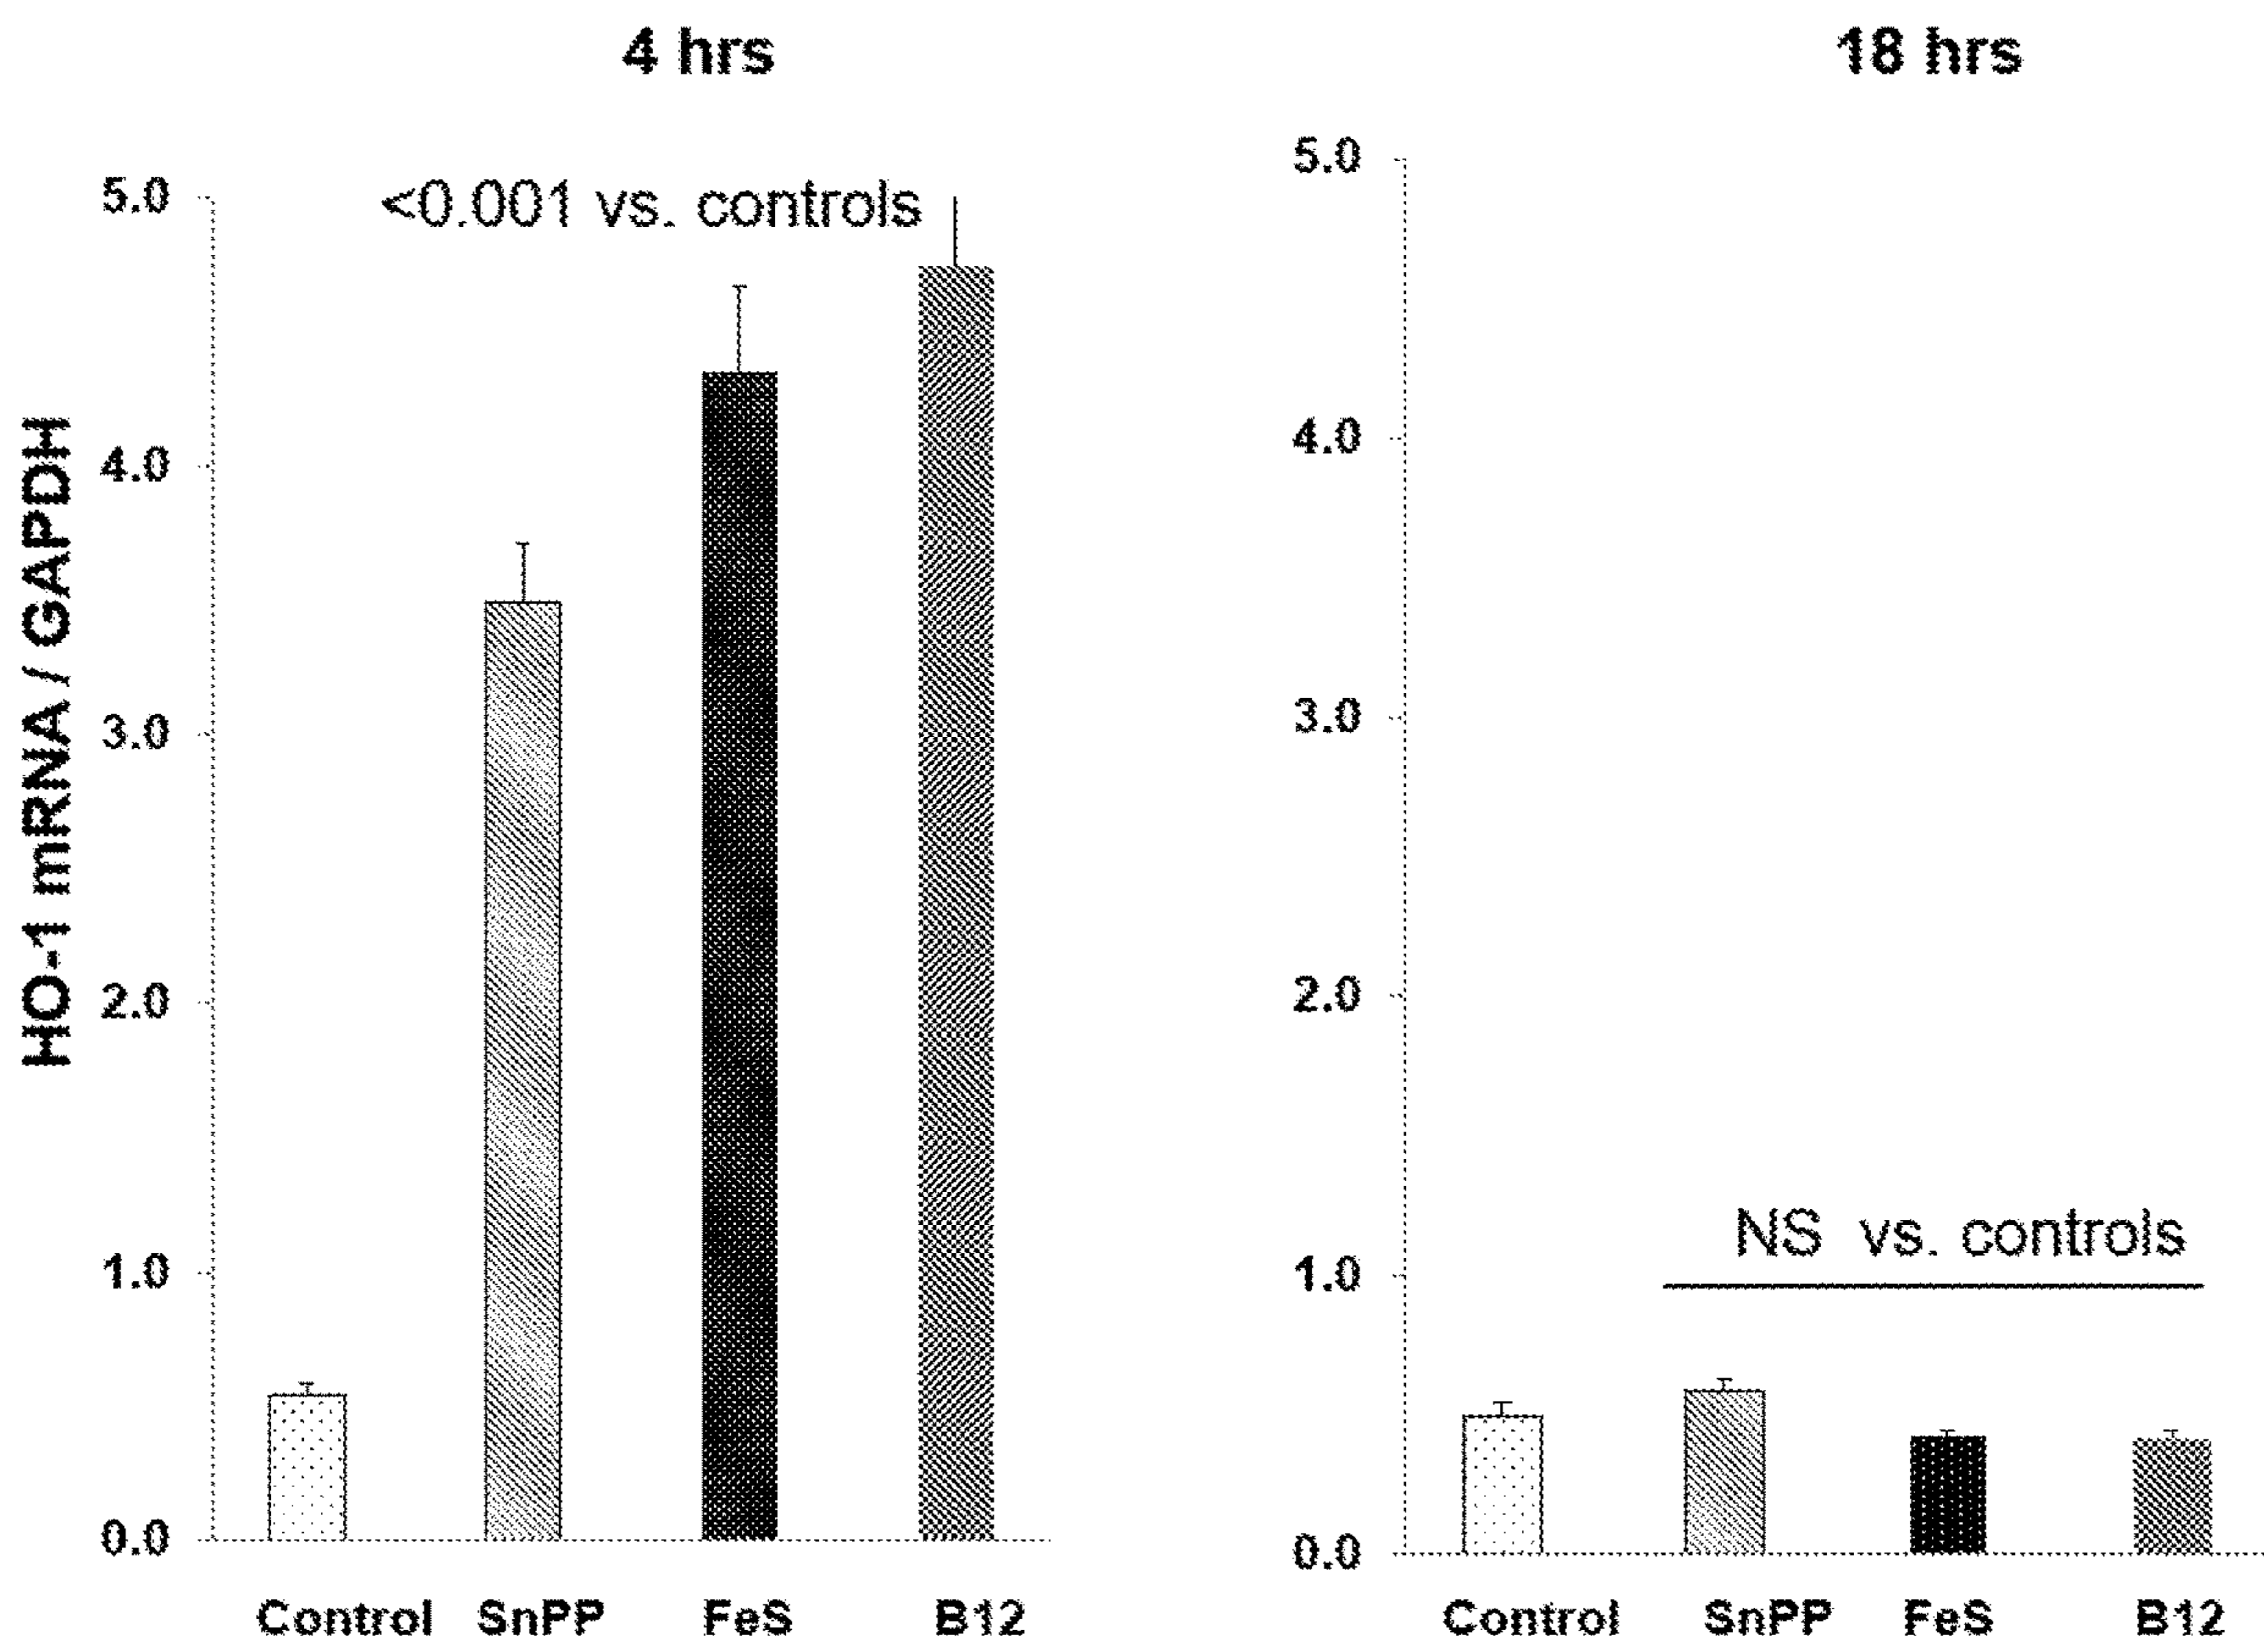 4 hrs
<0.001 vs. controls
HO-1 mRNA / GAPDH
5.0
4.0
3.0
2.0
1.0
0.0
Control SnPP FeS B12
18 hrs
5.0
4.0
3.0
2.0
1.0
0.0
NS vs. controls
Control SnPP FeS B12